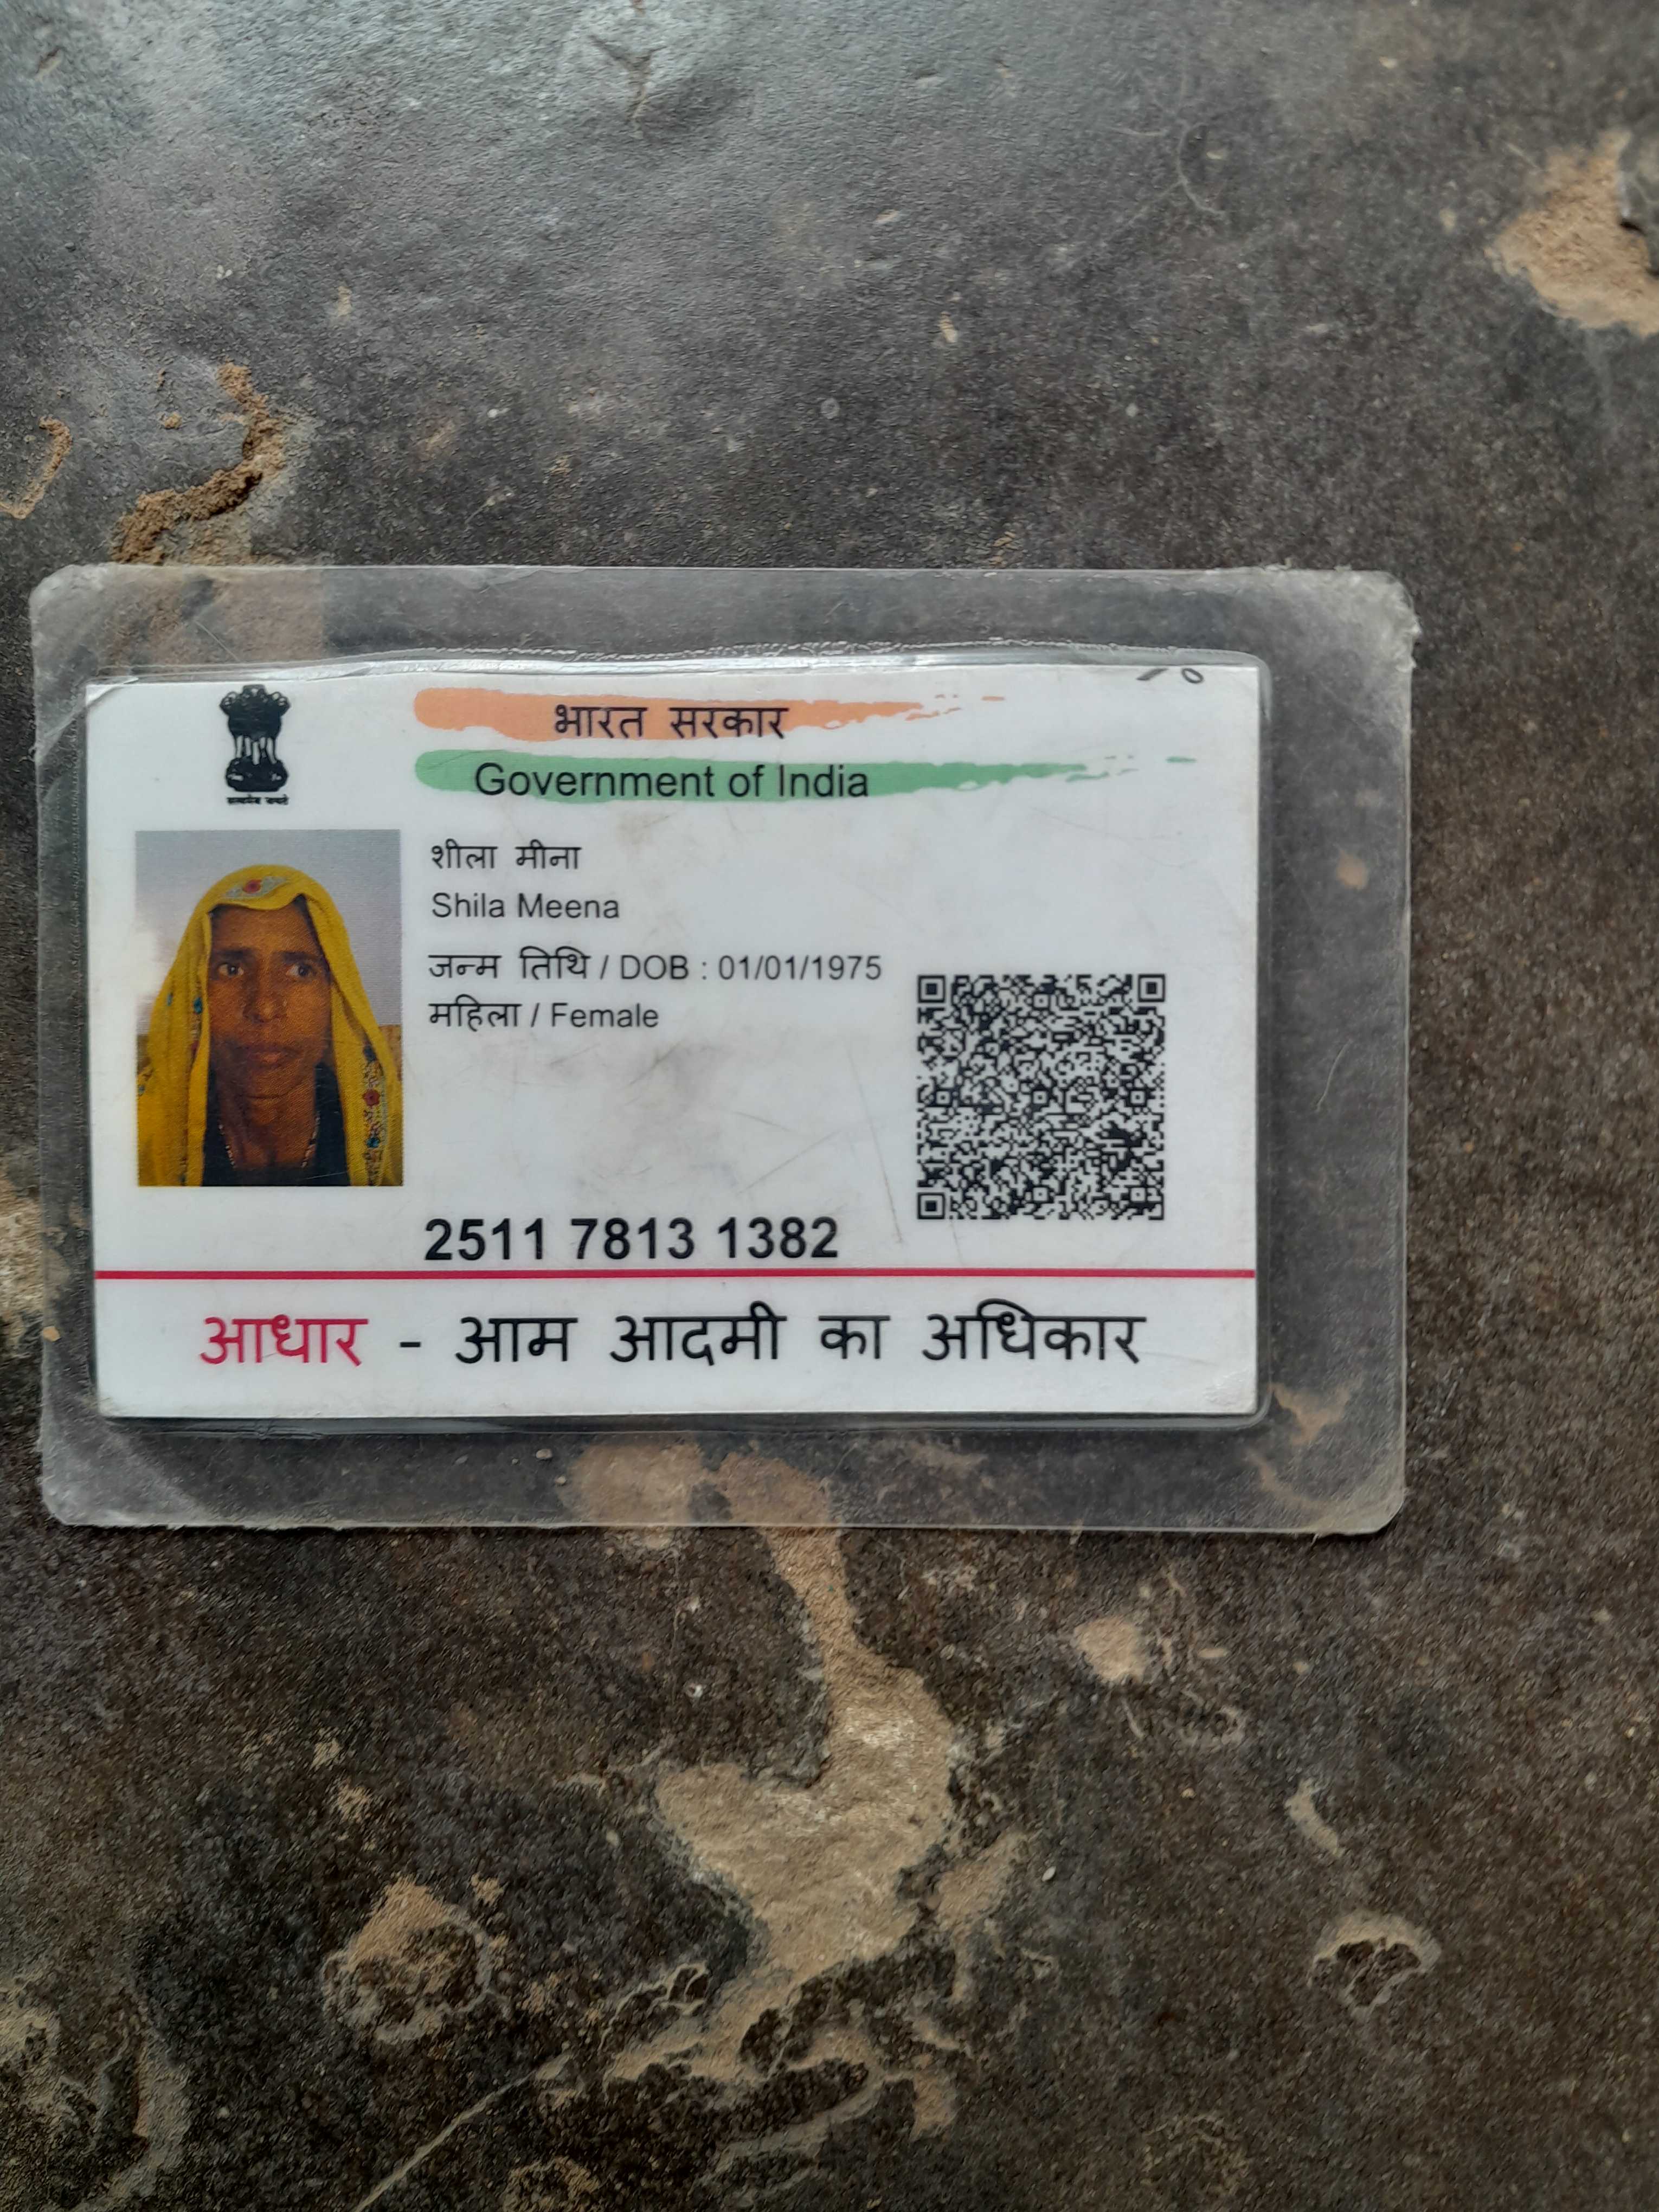 भारत सरकार
Government of India
सत्यमेव जयते
शीला मीना
Shila Meena
जन्म तिथि / DOB : 01/01/1975
महिला / Female
2511 7813 1382
आधार - आम आदमी का अधिकार